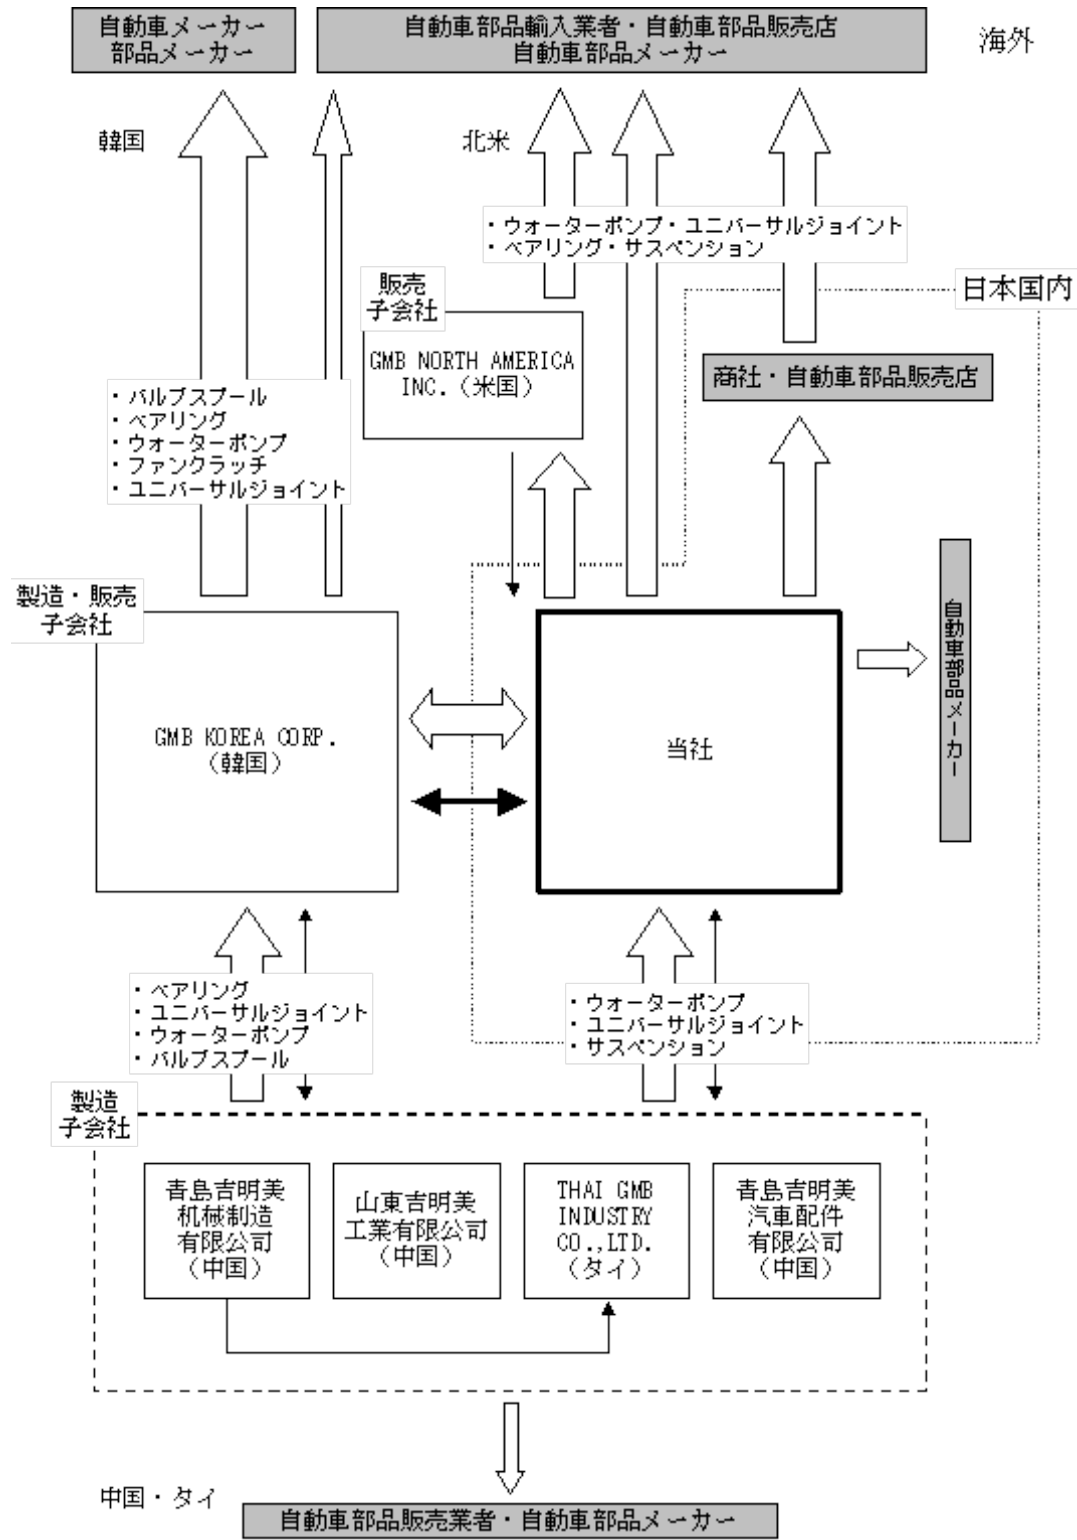 自動車メーカー
部品メーカー
自動車部品輸入業者・自動車部品販売店
自動車部品メーカー
海外
韓国
北米
・ウォーターポンプ・ユニバーサルジョイント
・ベアリング・サスペンション
販売
子会社
日本国内
GMB NORTH AMERICA
INC.(米国)
商社・自動車部品販売店
・バルブスプール
・ベアリング
・ウォーターポンプ
・ファンクラッチ
・ユニバーサルジョイント
製造・販売
子会社
自動車部品メーカー
GMB KOREA CORP.
(韓国)
当社
・ベアリング
・ユニバーサルジョイント
・ウォーターポンプ
・バルブスプール
・ウォーターポンプ
・ユニバーサルジョイント
・サスペンション
製造
子会社
青島吉明美
机械制造
有限公司
(中国)
山東吉明美
工業有限公司
(中国)
THAI GMB
INDUSTRY
CO.,LTD.
(タイ)
青島吉明美
汽車配件
有限公司
(中国)
中国・タイ
自動車部品販売業者・自動車部品メーカー